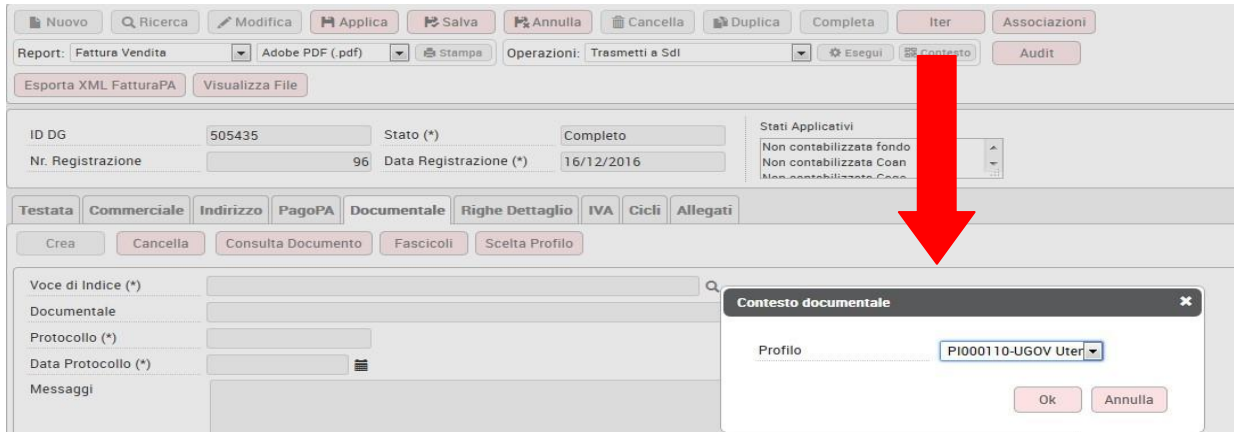 Nuovo Ricerca Modifica Applica Salva Annulla Cancella Duplica Completa Iter Associazioni
Report: Fattura Vendita Adobe PDF (.pdf) Stampa Operazioni: Trasmetti a SdI Esegui Contesto Audit
Esporta XML FatturaPA Visualizza File
ID DG 505435 Stato (*) Completo Stati Applicativi
Nr. Registrazione 96 Data Registrazione (*) 16/12/2016
Non contabilizzata fondo
Non contabilizzata Coan
Non contabilizzata
Testata Commerciale Indirizzo PagoPA Documentale Righe Dettaglio IVA Cicli Allegati
Crea Cancella Consulta Documento Fascicoli Scelta Profilo
Voce di Indice (*)
Documentale
Protocollo (*)
Data Protocollo (*)
Messaggi
Contesto documentale
Profilo PI000110-UGOV Uter
Ok Annulla